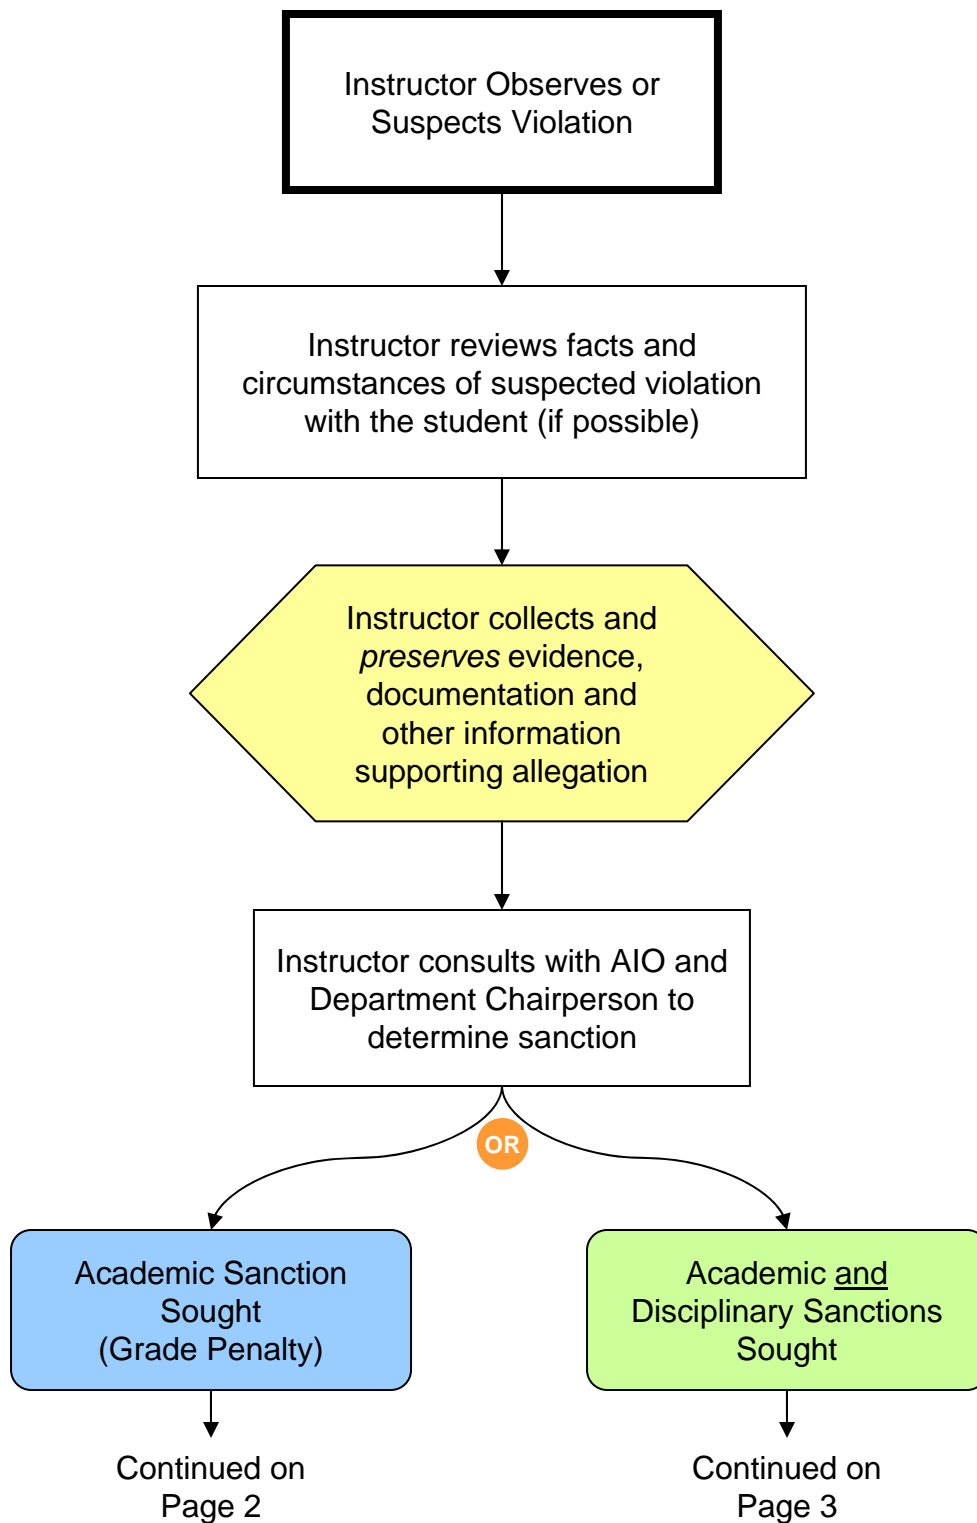 Instructor Observes or
Suspects Violation
Instructor reviews facts and
circumstances of suspected violation
with the student (if possible)
Instructor collects and
preserves evidence,
documentation and
other information
supporting allegation
Instructor consults with AIO and
Department Chairperson to
determine sanction
OR
Academic Sanction
Sought
(Grade Penalty)
Academic and
Disciplinary Sanctions
Sought
Continued on
Page 2
Continued on
Page 3